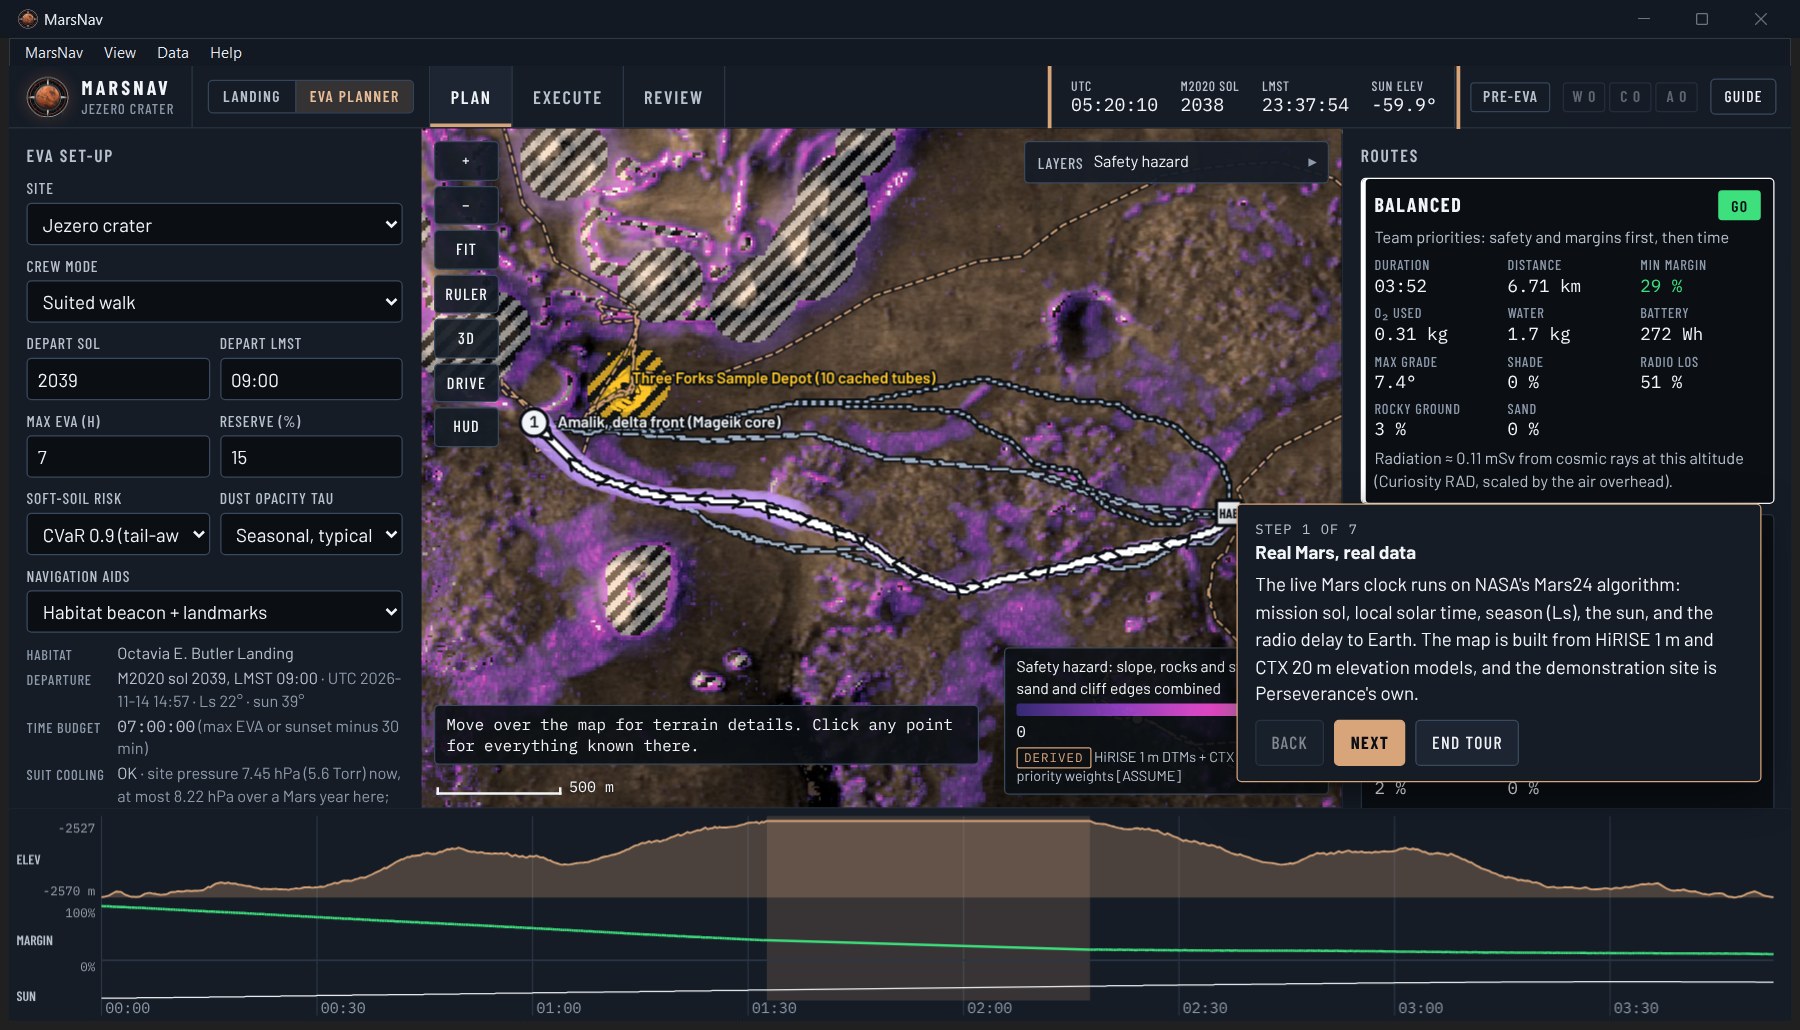 MarsNav
MarsNav View Data Help
MARSNAV
JEZERO CRATER
LANDING EVA PLANNER
PLAN EXECUTE REVIEW
UTC
05:20:10
M2020 SOL
2038
LMST
23:37:54
SUN ELEV
-59.9°
PRE-EVA
W 0 C 0 A 0
GUIDE
EVA SET-UP
SITE
Jezero crater
CREW MODE
Suited walk
DEPART SOL DEPART LMST
2039 09:00
MAX EVA (H) RESERVE (%)
7 15
SOFT-SOIL RISK DUST OPACITY TAU
CVaR 0.9 (tail-aw Seasonal, typical
NAVIGATION AIDS
Habitat beacon + landmarks
HABITAT Octavia E. Butler Landing
DEPARTURE M2020 sol 2039, LMST 09:00 · UTC 2026-
11-14 14:57 · Ls 22° · sun 39°
TIME BUDGET 07:00:00 (max EVA or sunset minus 30
min)
SUIT COOLING OK · site pressure 7.45 hPa (5.6 Torr) now,
at most 8.22 hPa over a Mars year here;
+
−
FIT
RULER
3D
DRIVE
HUD
LAYERS Safety hazard
Three Forks Sample Depot (10 cached tubes)
1 Amalik, delta front (Mageik core)
HAB
Move over the map for terrain details. Click any point
for everything known there.
500 m
Safety hazard: slope, rocks and s
sand and cliff edges combined
0
DERIVED HiRISE 1 m DTMs + CTX
priority weights [ASSUME]
ROUTES
BALANCED GO
Team priorities: safety and margins first, then time
DURATION DISTANCE MIN MARGIN
03:52 6.71 km 29 %
O₂ USED WATER BATTERY
0.31 kg 1.7 kg 272 Wh
MAX GRADE SHADE RADIO LOS
7.4° 0 % 51 %
ROCKY GROUND SAND
3 % 0 %
Radiation ≈ 0.11 mSv from cosmic rays at this altitude
(Curiosity RAD, scaled by the air overhead).
STEP 1 OF 7
Real Mars, real data
The live Mars clock runs on NASA's Mars24 algorithm:
mission sol, local solar time, season (Ls), the sun, and the
radio delay to Earth. The map is built from HiRISE 1 m and
CTX 20 m elevation models, and the demonstration site is
Perseverance's own.
BACK NEXT END TOUR
2 % 0 %
-2527
ELEV
-2570 m
100%
MARGIN
0%
SUN
00:00 00:30 01:00 01:30 02:00 02:30 03:00 03:30